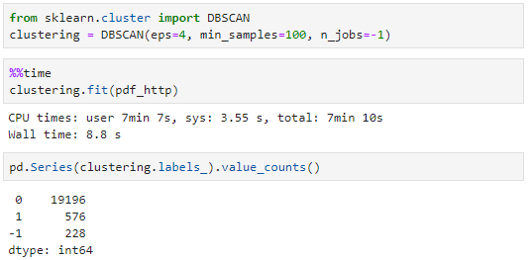 from sklearn.cluster import DBSCAN
clustering = DBSCAN(eps=4, min_samples=100, n_jobs=-1)
%%time
clustering.fit(pdf_http)
CPU times: user 7min 7s, sys: 3.55 s, total: 7min 10s
Wall time: 8.8 s
pd.Series(clustering.labels_).value_counts()
0 19196
1 576
-1 228
dtype: int64